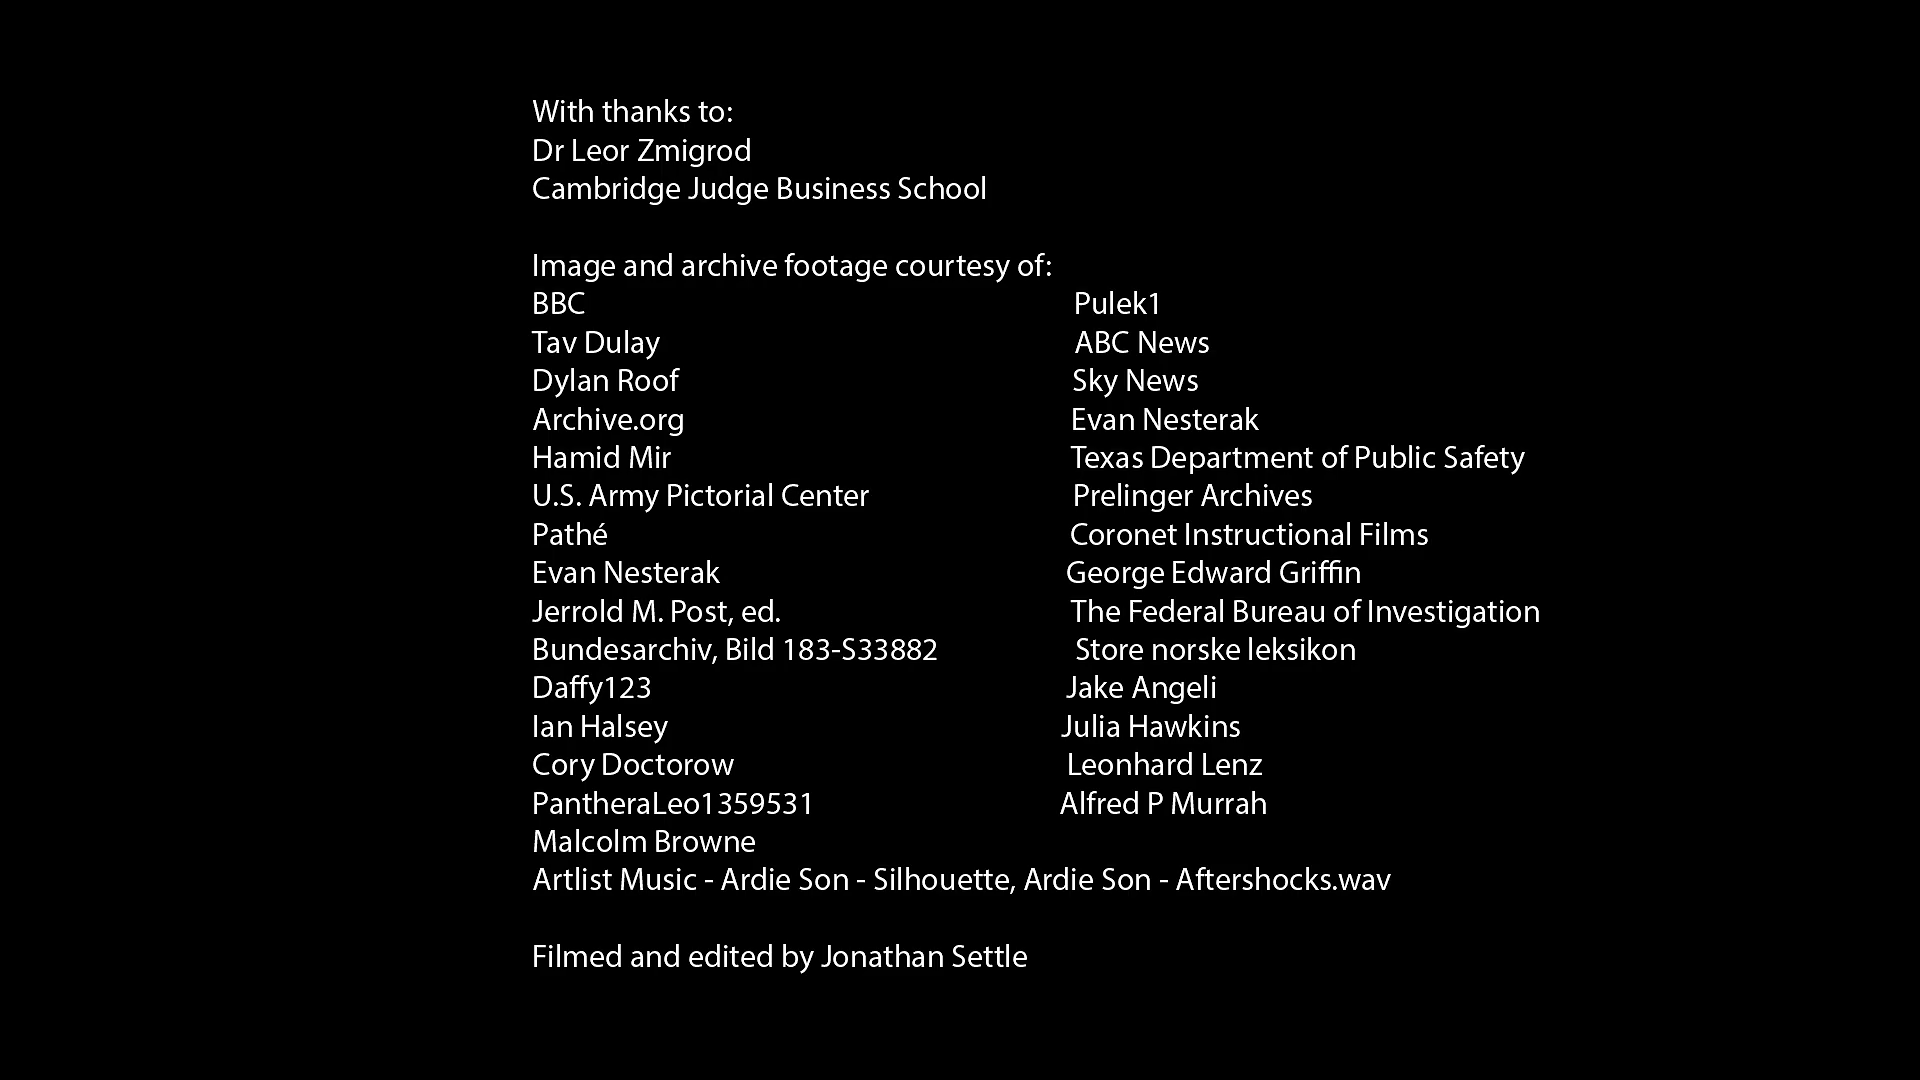 With thanks to:
Dr Leor Zmigrod
Cambridge Judge Business School
Image and archive footage courtesy of:
BBC
Tav Dulay
Dylan Roof
Archive.org
Hamid Mir
U.S. Army Pictorial Center
Pathé
Evan Nesterak
Jerrold M. Post, ed.
Bundesarchiv, Bild 183-S33882
Daffy123
Ian Halsey
Cory Doctorow
PantheraLeo1359531
Malcolm Browne
Pulek1
ABC News
Sky News
Evan Nesterak
Texas Department of Public Safety
Prelinger Archives
Coronet Instructional Films
George Edward Griffin
The Federal Bureau of Investigation
Store norske leksikon
Jake Angeli
Julia Hawkins
Leonhard Lenz
Alfred P Murrah
Artlist Music - Ardie Son - Silhouette, Ardie Son - Aftershocks.wav
Filmed and edited by Jonathan Settle